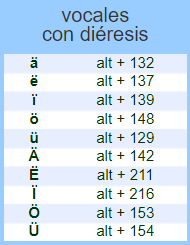 vocales
con diéresis
ä alt + 132
ë alt + 137
ï alt + 139
ö alt + 148
ü alt + 129
Ä alt + 142
Ë alt + 211
Ï alt + 216
Ö alt + 153
Ü alt + 154